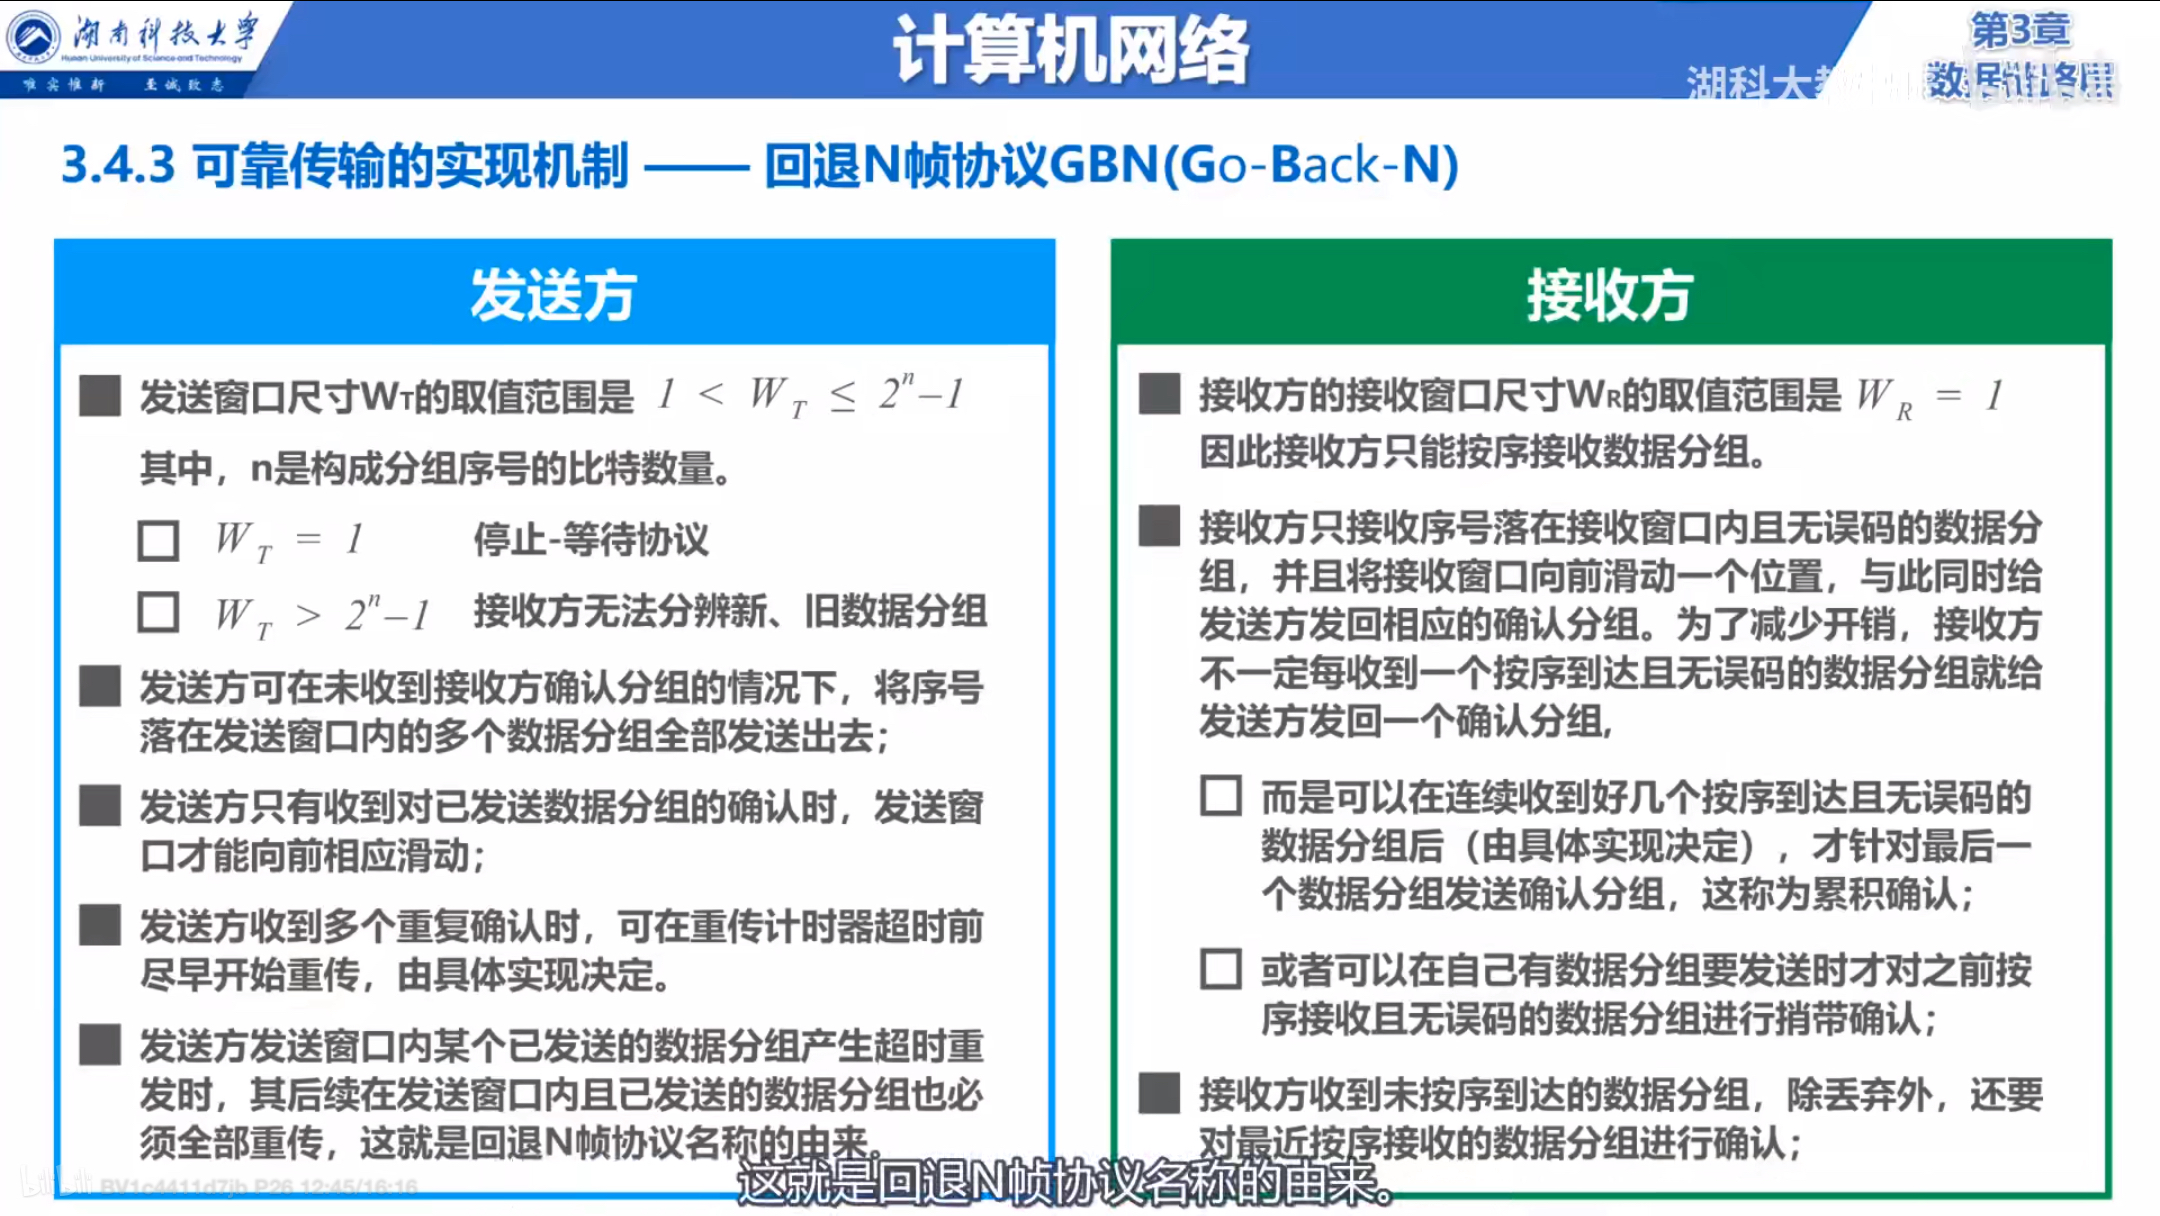 湖南科技大学
Hunan University of Science and Technology
唯实惟新 至诚致志
计算机网络
第3章
数据链路层
湖科大教
3.4.3 可靠传输的实现机制 —— 回退N帧协议GBN(Go-Back-N)
发送方
发送窗口尺寸WT的取值范围是 1 < W_T ≤ 2^n–1
其中，n是构成分组序号的比特数量。
W_T = 1 停止-等待协议
W_T > 2^n–1 接收方无法分辨新、旧数据分组
发送方可在未收到接收方确认分组的情况下，将序号
落在发送窗口内的多个数据分组全部发送出去；
发送方只有收到对已发送数据分组的确认时，发送窗
口才能向前相应滑动；
发送方收到多个重复确认时，可在重传计时器超时前
尽早开始重传，由具体实现决定。
发送方发送窗口内某个已发送的数据分组产生超时重
发时，其后续在发送窗口内且已发送的数据分组也必
须全部重传，这就是回退N帧协议名称的由来。
接收方
接收方的接收窗口尺寸WR的取值范围是 W_R = 1
因此接收方只能按序接收数据分组。
接收方只接收序号落在接收窗口内且无误码的数据分
组，并且将接收窗口向前滑动一个位置，与此同时给
发送方发回相应的确认分组。为了减少开销，接收方
不一定每收到一个按序到达且无误码的数据分组就给
发送方发回一个确认分组,
而是可以在连续收到好几个按序到达且无误码的
数据分组后（由具体实现决定），才针对最后一
个数据分组发送确认分组，这称为累积确认；
或者可以在自己有数据分组要发送时才对之前按
序接收且无误码的数据分组进行捎带确认；
接收方收到未按序到达的数据分组，除丢弃外，还要
对最近按序接收的数据分组进行确认；
这就是回退N帧协议名称的由来。
bilibili BV1c4411d7jb P26 12:45/16:16